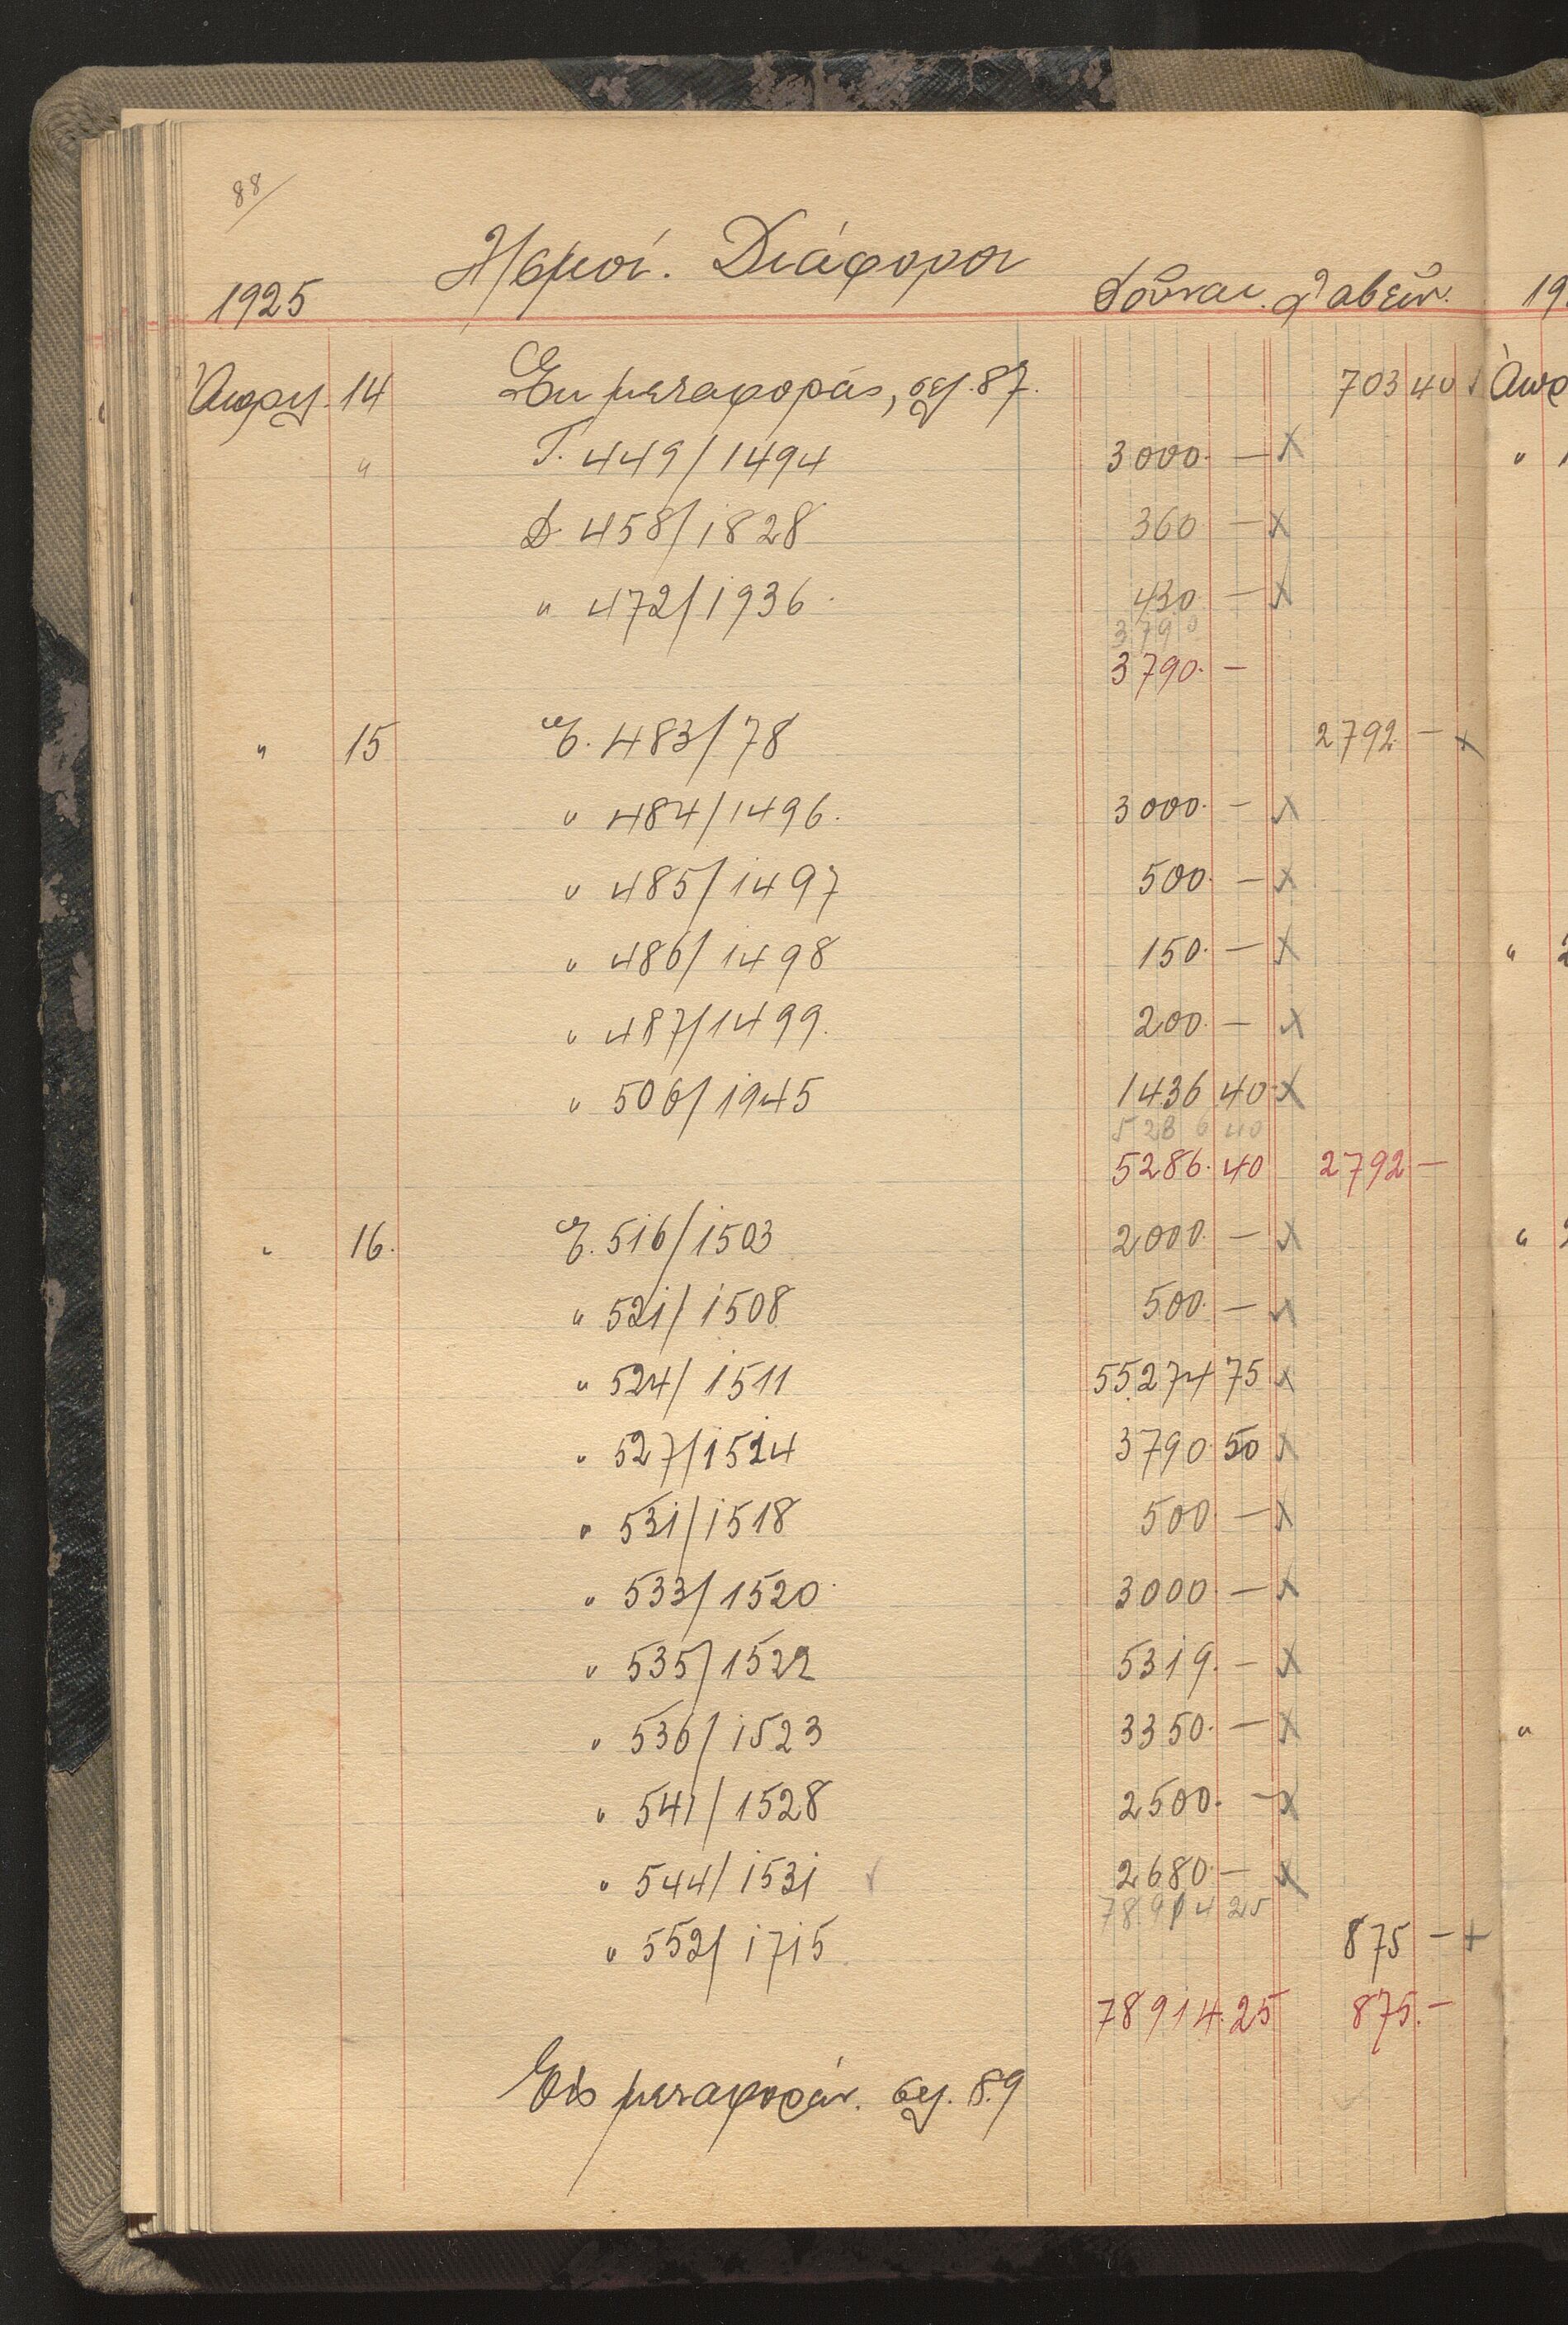 88/
Λ/σμοί. Διάφοροι
1925 Δοῦναι. Λαβεῖν. 19
Ἀπριλ. 14 Ἐκ μεταφορᾶς, σελ. 87. 703 40 Ἀπρ
" Γ. 449/1494 3000. — x "
Δ. 458/1828 360 — x
" 472/1936. 430 — x
3790
3790. —
" 15 Ε. 483/78 2792 — x
" 484/1496. 3000. — x
" 485/1497 500. — x
" 486/1498 150. — x "
" 487/1499. 200. — x
" 506/1945 1436 40 x
5286 40
5286. 40 2792 —
" 16. Ε. 516/1503 2000. — x "
" 521/1508 500. — x
" 524/1511 55274 75 x
" 527/1514 3790. 50 x
" 531/1518 500. — x
" 533/1520. 3000. — x
" 535/1522 5319. — x
" 536/1523 3350. — x "
" 541/1528 2500. — x
" 544/1531 ✓ 2680. — x
78914 25
" 552/1715. 875 — +
78914. 25 875. —
Εἰς μεταφοράν. σελ. 89